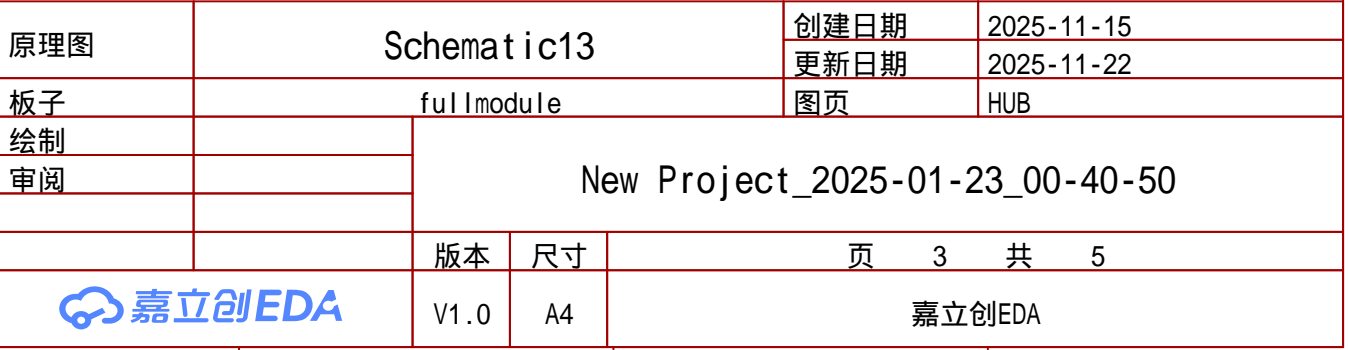 原理图
Schematic13
创建日期
2025-11-15
更新日期
2025-11-22
板子
fullmodule
图页
HUB
绘制
审阅
New Project_2025-01-23_00-40-50
版本
尺寸
页 3 共 5
嘉立创EDA
V1.0
A4
嘉立创EDA